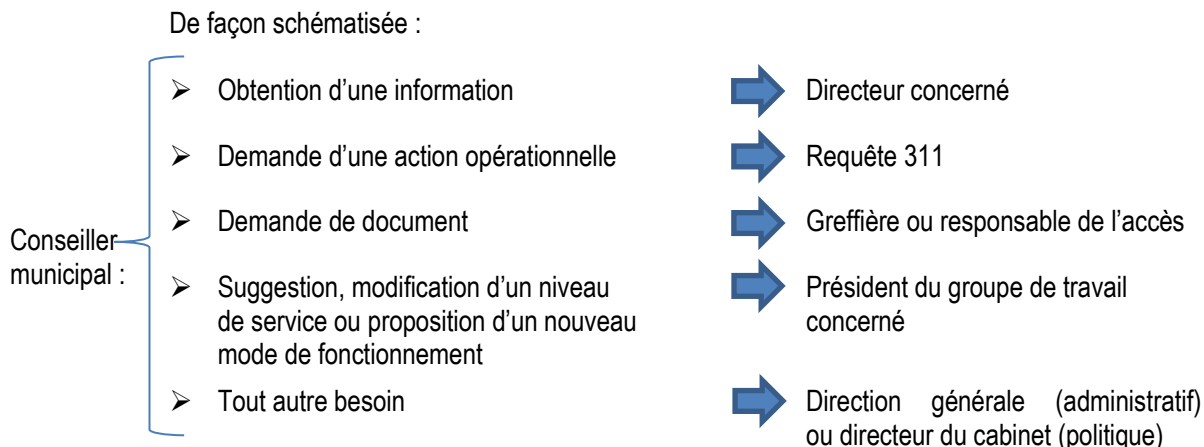 De façon schématisée :
Conseiller
municipal :
➢ Obtention d’une information
Directeur concerné
➢ Demande d’une action opérationnelle
Requête 311
➢ Demande de document
Greffière ou responsable de l’accès
➢ Suggestion, modification d’un niveau
de service ou proposition d’un nouveau
mode de fonctionnement
Président du groupe de travail
concerné
➢ Tout autre besoin
Direction générale (administratif)
ou directeur du cabinet (politique)